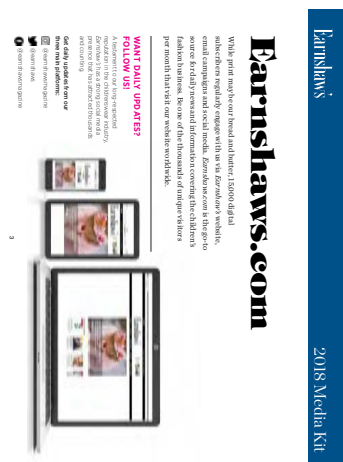 Earnshaw's
2018 Media Kit
Earnshaws.com
While print may be our bread and butter, 15,000 digital
subscribers regularly engage with us via Earnshaw's website,
email campaigns and social media. Earnshaws.com is the go-to
source for daily news and information covering the children's
fashion business. Be one of the thousands of unique visitors
per month that visit our website worldwide.
WANT DAILY UPDATES?
FOLLOW US!
A testament to our long-respected
reputation in the childrenswear industry,
Earnshaw's has a strong social media
presence that has attracted thousands
and counting.
Get daily updates from our
three main platforms:
@earnshawsmagazine
@earnshaws
@earnshawsmagazine
3